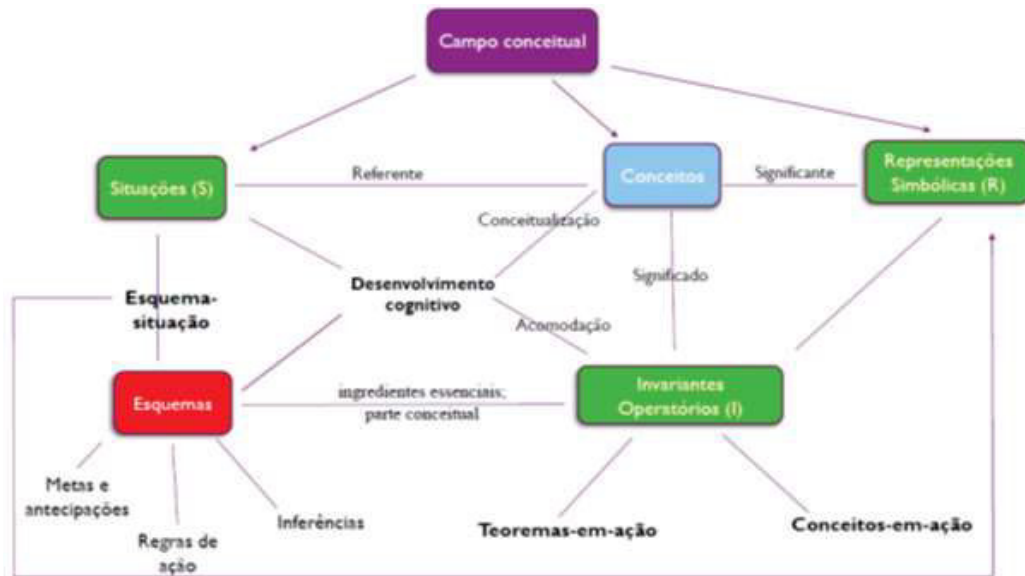 Campo conceitual
Situações (S)
Referente
Conceitos
Significante
Representações
Simbólicas (R)
Conceitualização
Esquema-
situação
Desenvolvimento
cognitivo
Significado
Acomodação
Esquemas
ingredientes essenciais;
parte conceitual
Invariantes
Operatórios (I)
Metas e
antecipações
Regras de
ação
Inferências
Teoremas-em-ação
Conceitos-em-ação